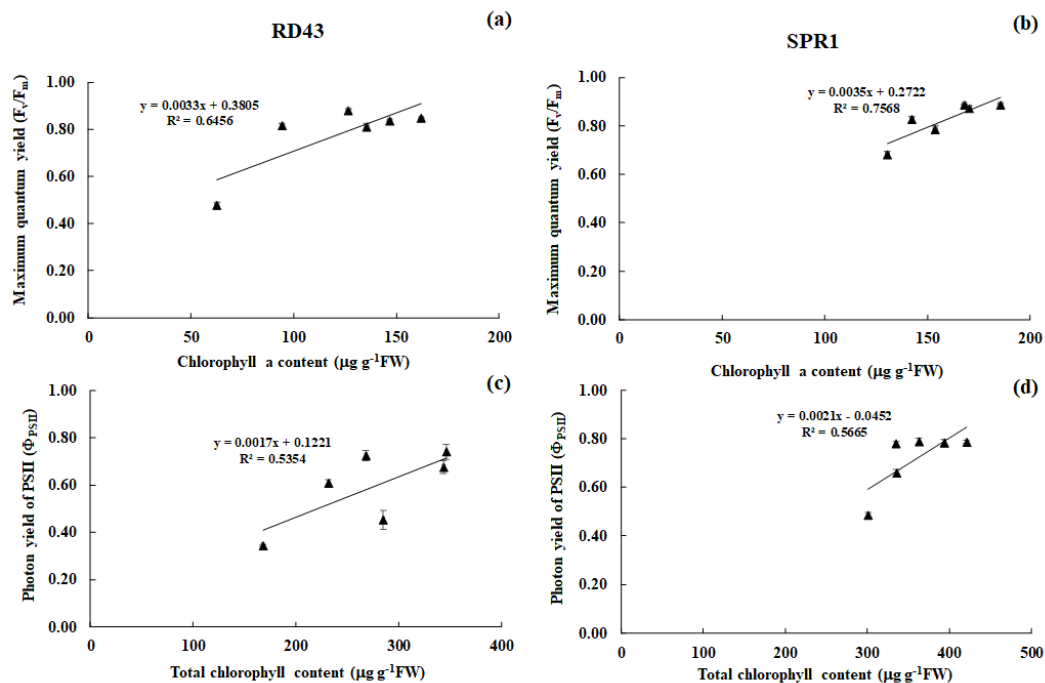 RD43
(a)
y = 0.0033x + 0.3805
R² = 0.6456
Maximum quantum yield (Fᵥ/Fₘ)
1.00
0.80
0.60
0.40
0.20
0.00
0
50
100
150
200
Chlorophyll a content (µg g⁻¹FW)
SPR1
(b)
y = 0.0035x + 0.2722
R² = 0.7568
Maximum quantum yield (Fᵥ/Fₘ)
1.00
0.80
0.60
0.40
0.20
0.00
0
50
100
150
200
Chlorophyll a content (µg g⁻¹FW)
(c)
y = 0.0017x + 0.1221
R² = 0.5354
Photon yield of PSII (Φ_PSII)
1.00
0.80
0.60
0.40
0.20
0.00
0
100
200
300
400
Total chlorophyll content (µg g⁻¹FW)
(d)
y = 0.0021x - 0.0452
R² = 0.5665
Photon yield of PSII (Φ_PSII)
1.00
0.80
0.60
0.40
0.20
0.00
0
100
200
300
400
500
Total chlorophyll content (µg g⁻¹FW)